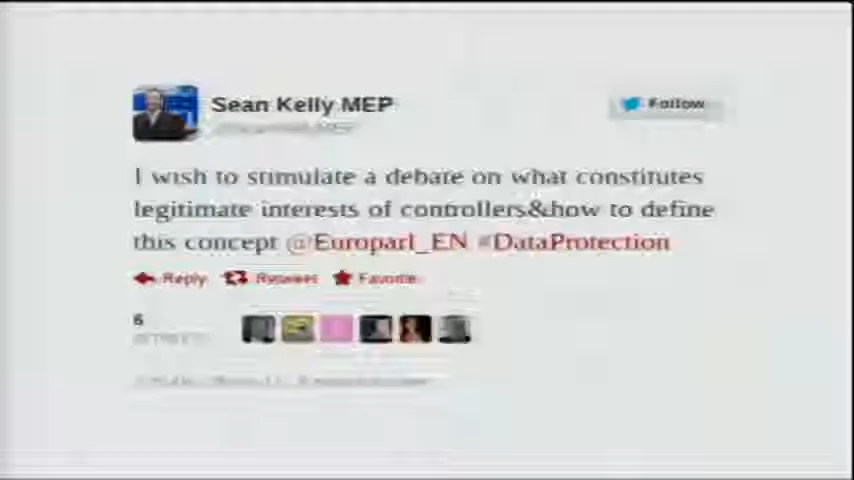 Sean Kelly MEP
Follow
I wish to stimulate a debate on what constitutes
legitimate interests of controllers&how to define
this concept @Europarl_EN #DataProtection
Reply Retweet Favorite
6
RETWEETS